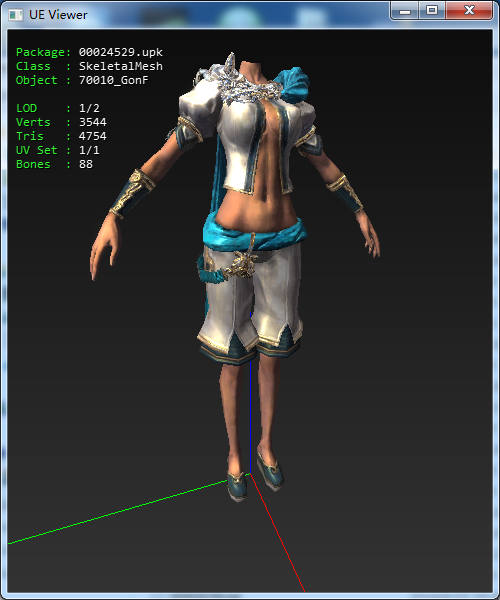 UE Viewer
Package: 00024529.upk
Class  : SkeletalMesh
Object : 70010_GonF
LOD    : 1/2
Verts  : 3544
Tris   : 4754
UV Set : 1/1
Bones  : 88